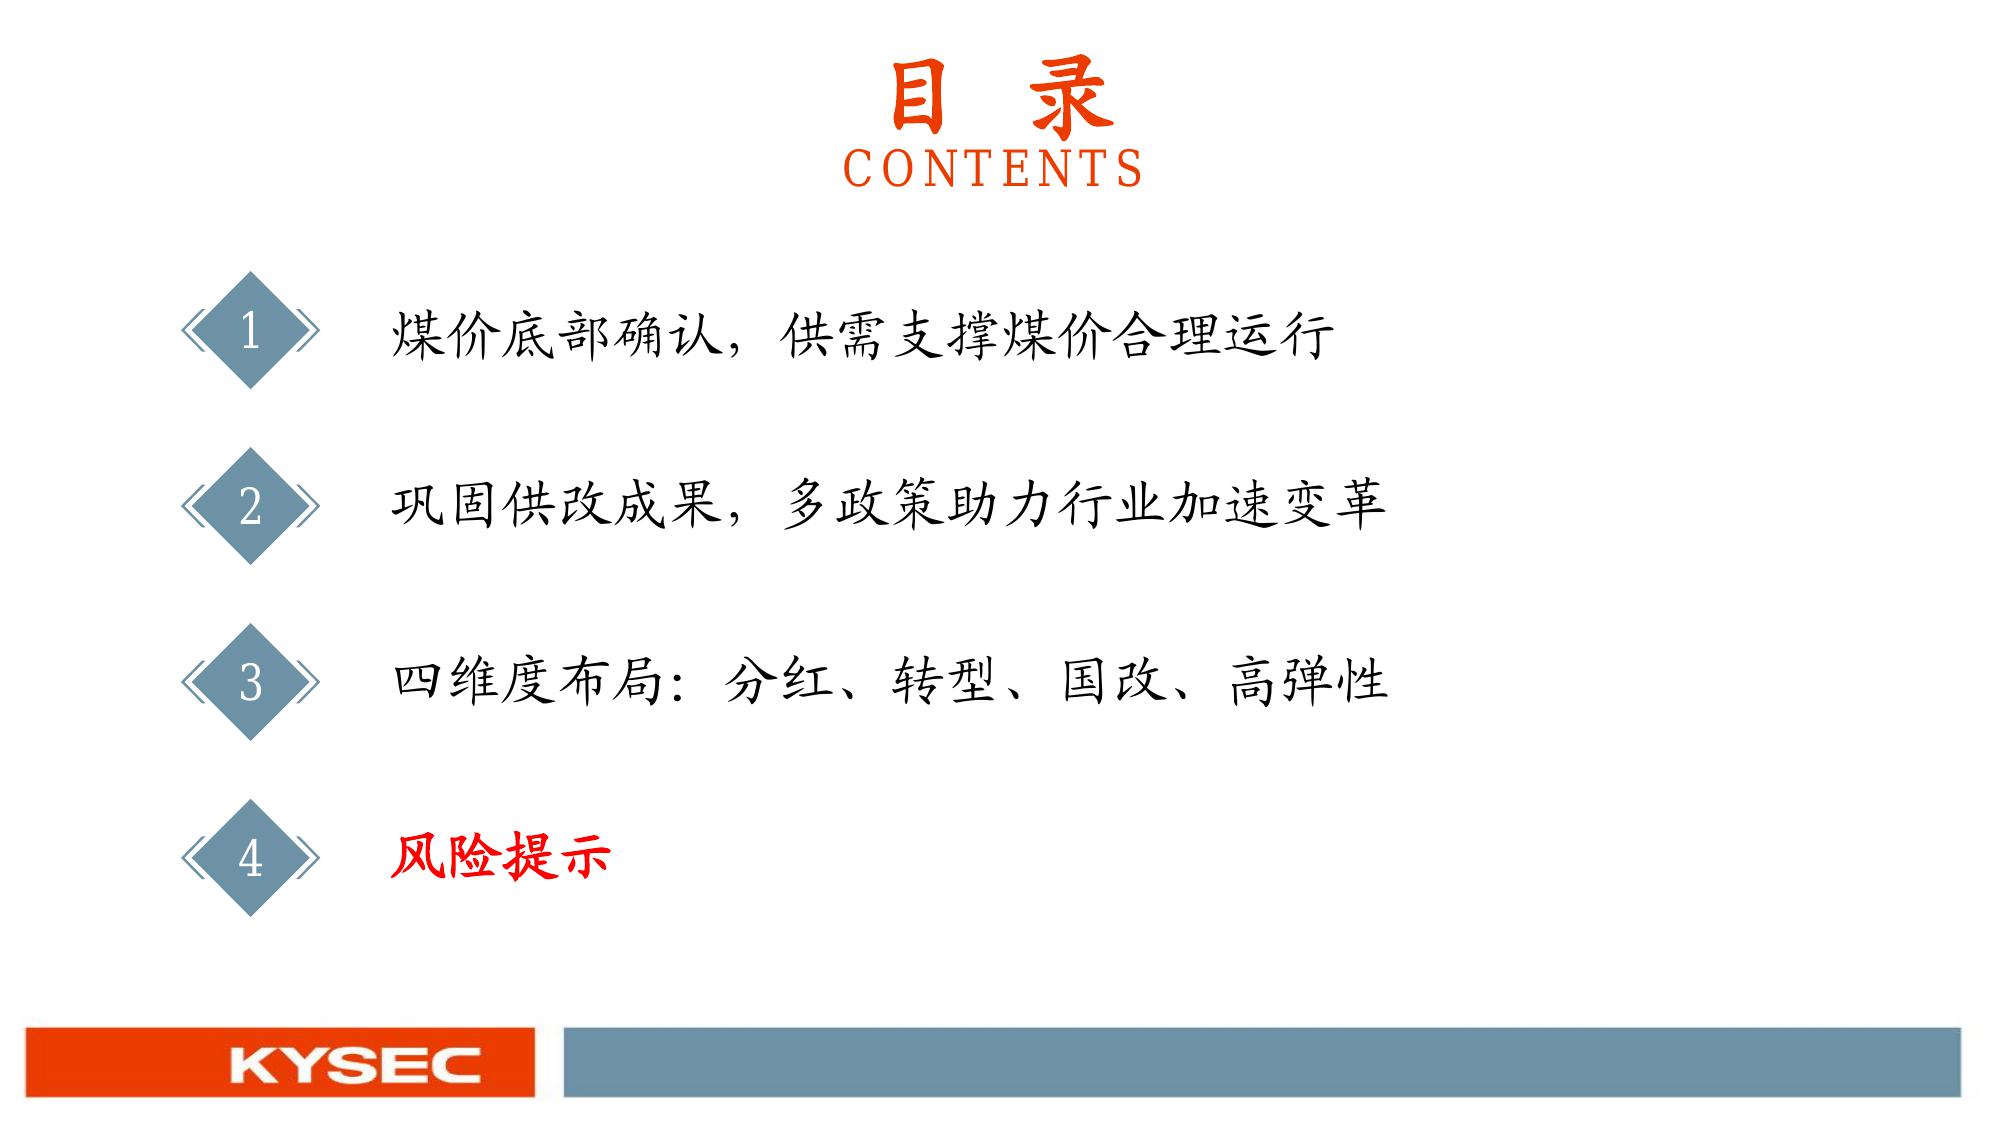 目 录
CONTENTS
1 煤价底部确认，供需支撑煤价合理运行
2 巩固供改成果，多政策助力行业加速变革
3 四维度布局：分红、转型、国改、高弹性
4 风险提示
KYSEC